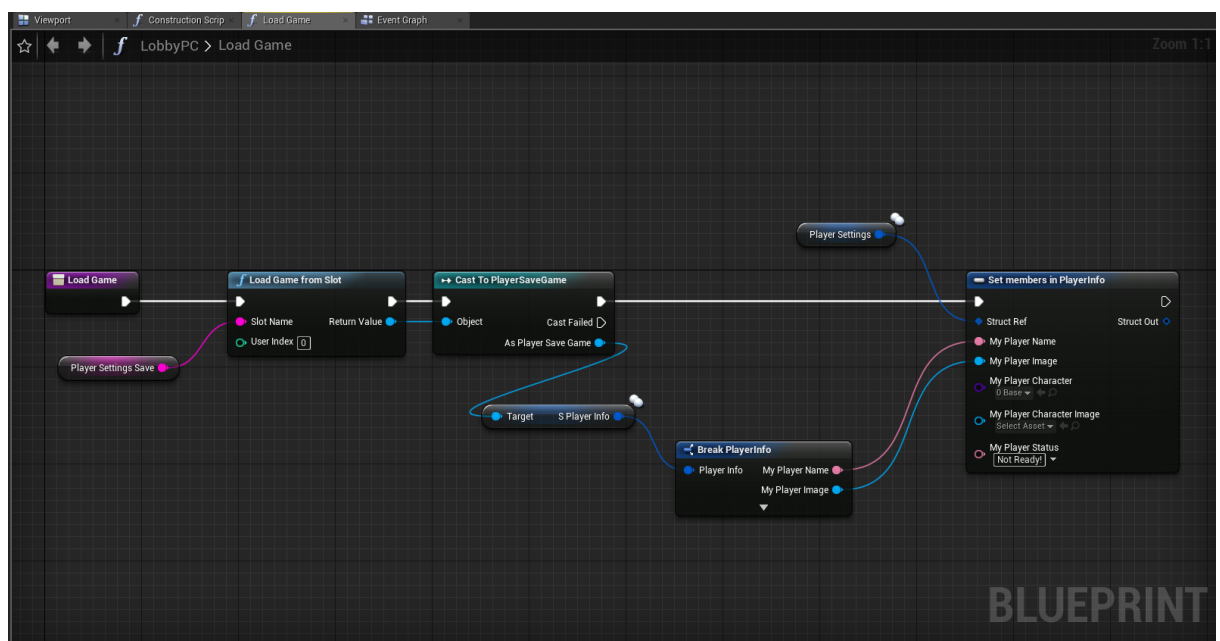 Viewport
f Construction Scrip
f Load Game
Event Graph
f LobbyPC > Load Game
Zoom 1:1
Player Settings
Load Game
f Load Game from Slot
Slot Name
Return Value
User Index 0
Cast To PlayerSaveGame
Object
Cast Failed
As Player Save Game
Player Settings Save
Target
S Player Info
Break PlayerInfo
Player Info
My Player Name
My Player Image
Set members in PlayerInfo
Struct Ref
Struct Out
My Player Name
My Player Image
My Player Character
0 Base
My Player Character Image
Select Asset
My Player Status
Not Ready!
BLUEPRINT